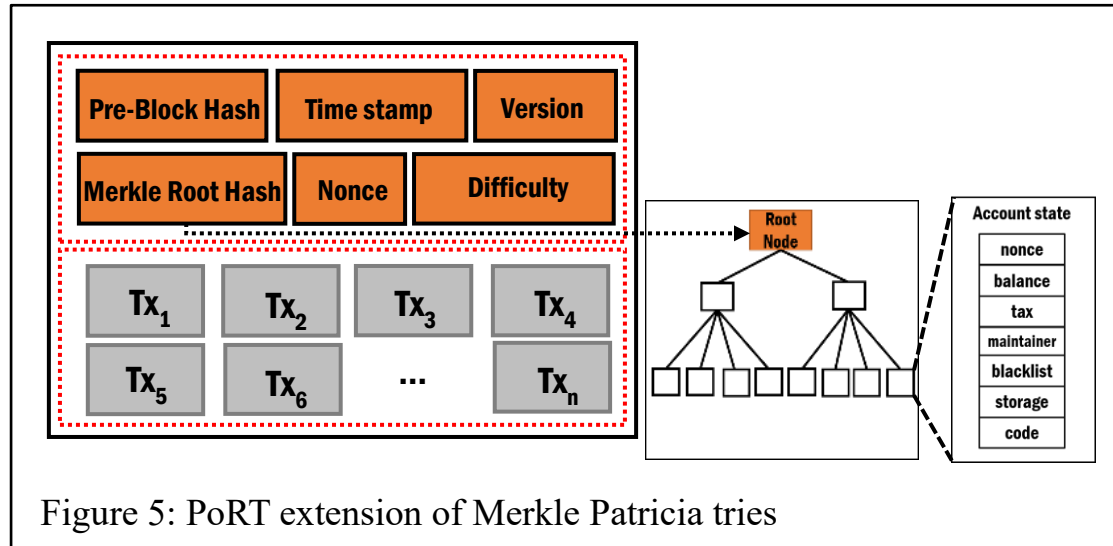 Pre-Block Hash
Time stamp
Version
Merkle Root Hash
Nonce
Difficulty
Tx1
Tx2
Tx3
Tx4
Tx5
Tx6
...
Txn
Root
Node
Account state
nonce
balance
tax
maintainer
blacklist
storage
code
Figure 5: PoRT extension of Merkle Patricia tries